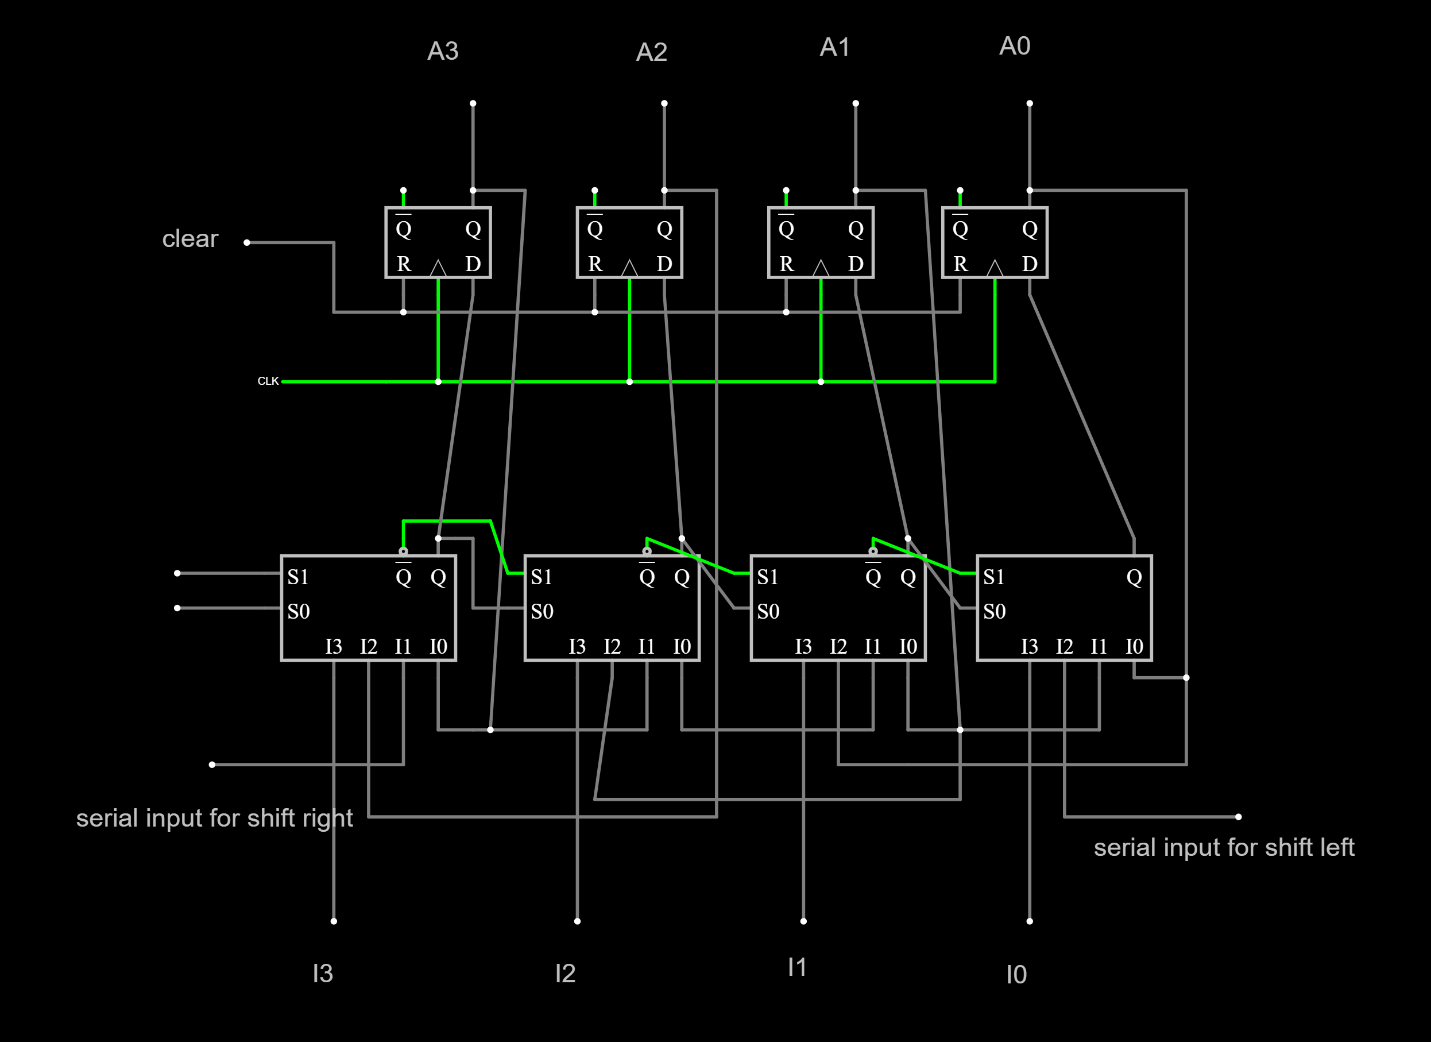 A3 A2 A1 A0
Q̅ Q Q̅ Q Q̅ Q Q̅ Q
clear
R D R D R D R D
CLK
S1 Q̅ Q S1 Q̅ Q S1 Q̅ Q S1 Q
S0 S0 S0 S0
I3 I2 I1 I0 I3 I2 I1 I0 I3 I2 I1 I0 I3 I2 I1 I0
serial input for shift right
serial input for shift left
I3 I2 I1 I0